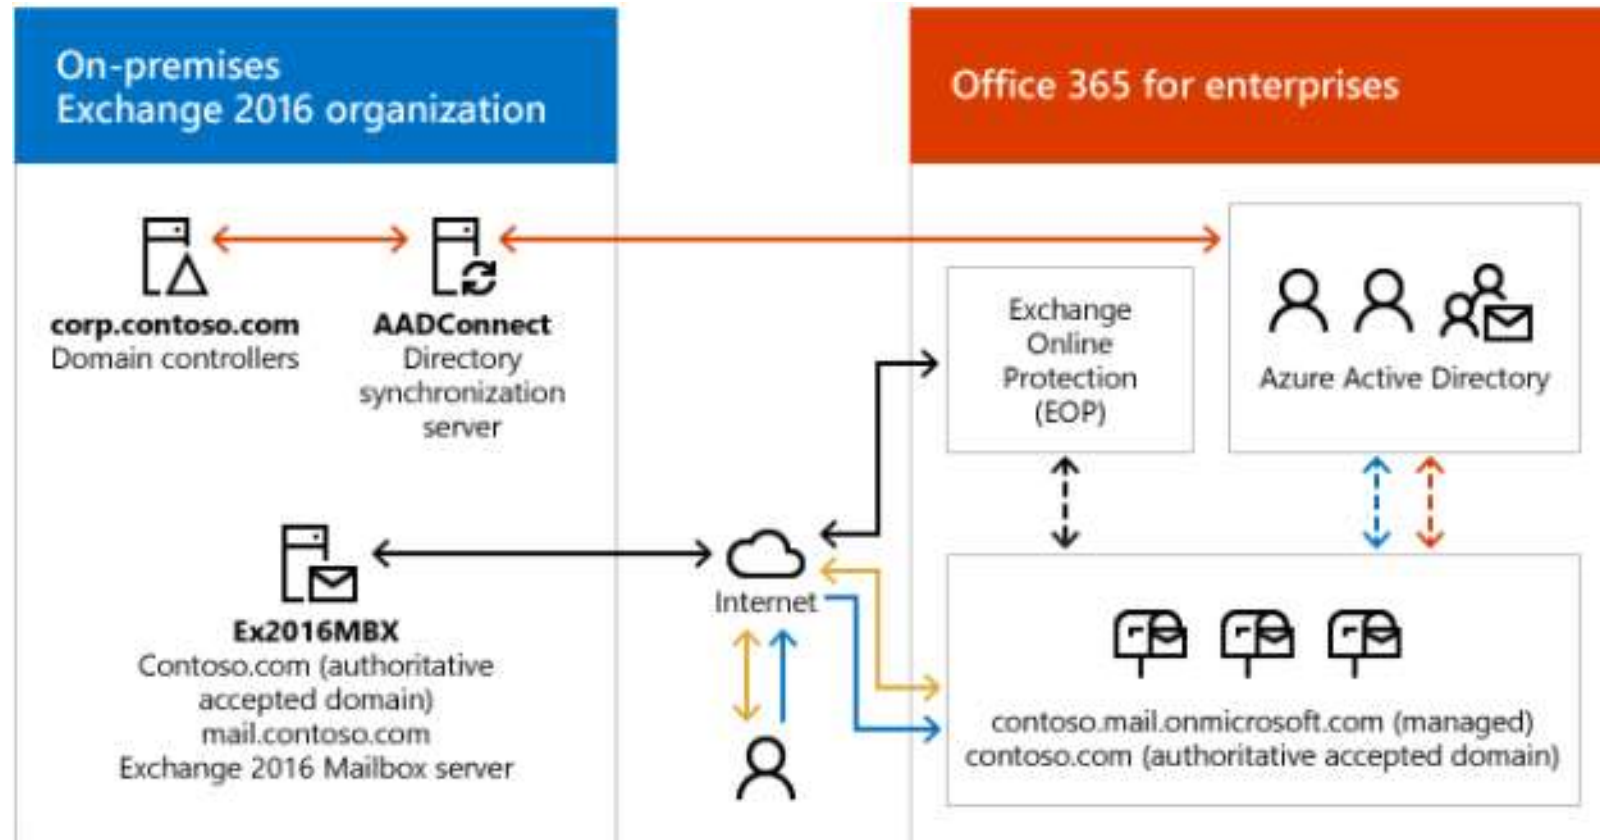 On-premises
Exchange 2016 organization
Office 365 for enterprises
corp.contoso.com
Domain controllers
AADConnect
Directory
synchronization
server
Exchange
Online
Protection
(EOP)
Azure Active Directory
Internet
Ex2016MBX
Contoso.com (authoritative
accepted domain)
mail.contoso.com
Exchange 2016 Mailbox server
contoso.mail.onmicrosoft.com (managed)
contoso.com (authoritative accepted domain)